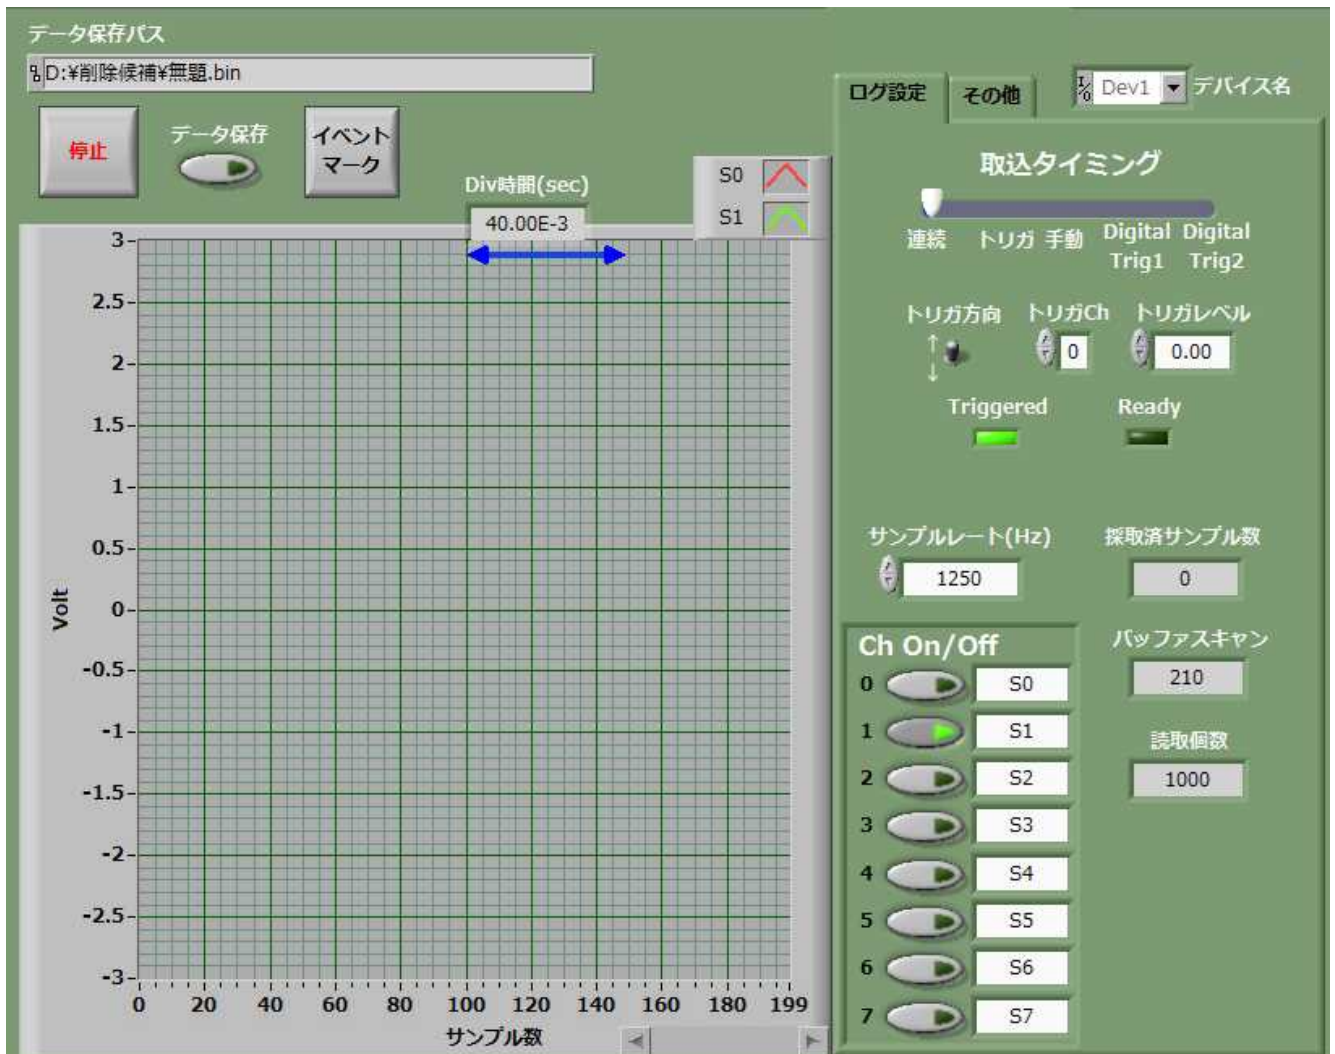 データ保存パス
D:¥削除候補¥無題.bin
停止
データ保存
イベント
マーク
Div時間(sec)
40.00E-3
S0
S1
3
2.5
2
1.5
1
0.5
0
-0.5
-1
-1.5
-2
-2.5
-3
Volt
0 20 40 60 80 100 120 140 160 180 199
サンプル数
ログ設定 その他
I/O Dev1 デバイス名
取込タイミング
連続 トリガ 手動 Digital Digital
Trig1 Trig2
トリガ方向 トリガCh トリガレベル
0 0.00
Triggered Ready
サンプルレート(Hz) 採取済サンプル数
1250 0
Ch On/Off
0 S0
1 S1
2 S2
3 S3
4 S4
5 S5
6 S6
7 S7
バッファスキャン
210
読取個数
1000